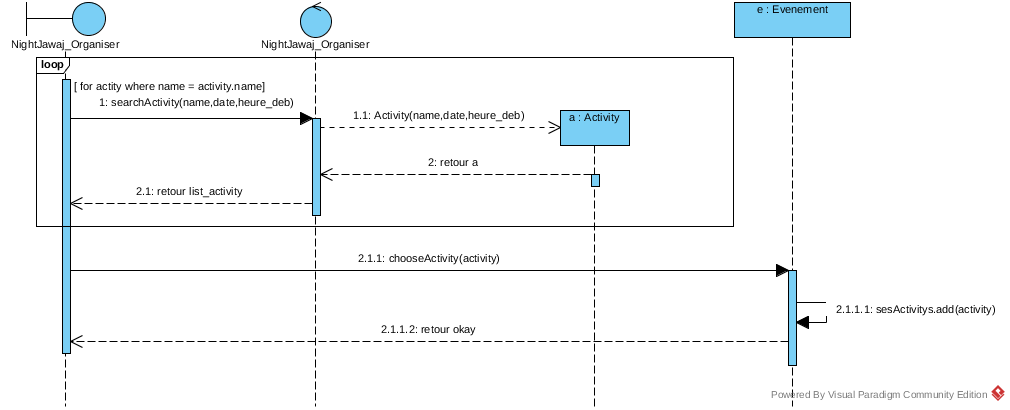 e : Evenement
NightJawaj_Organiser
NightJawaj_Organiser
loop
[ for actity where name = activity.name]
1: searchActivity(name,date,heure_deb)
1.1: Activity(name,date,heure_deb)
a : Activity
2: retour a
2.1: retour list_activity
2.1.1: chooseActivity(activity)
2.1.1.1: sesActivitys.add(activity)
2.1.1.2: retour okay
Powered By Visual Paradigm Community Edition